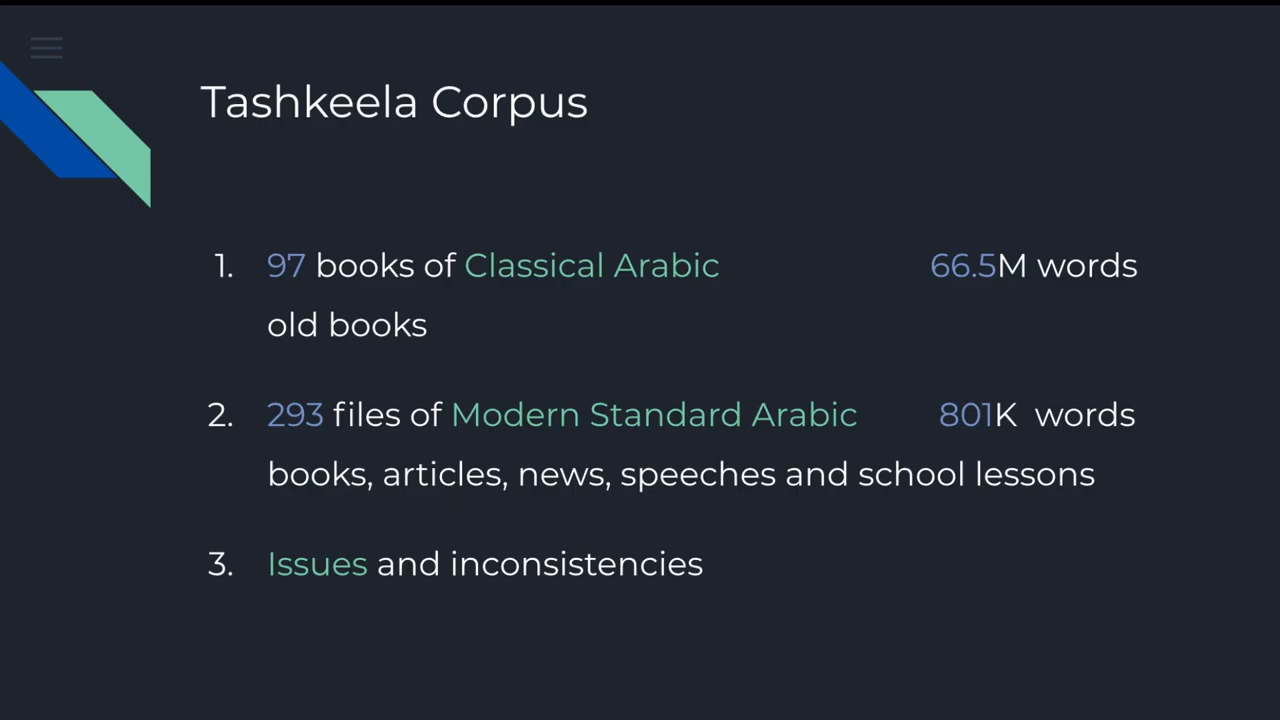 Tashkeela Corpus
1. 97 books of Classical Arabic 66.5M words
old books
2. 293 files of Modern Standard Arabic 801K words
books, articles, news, speeches and school lessons
3. Issues and inconsistencies